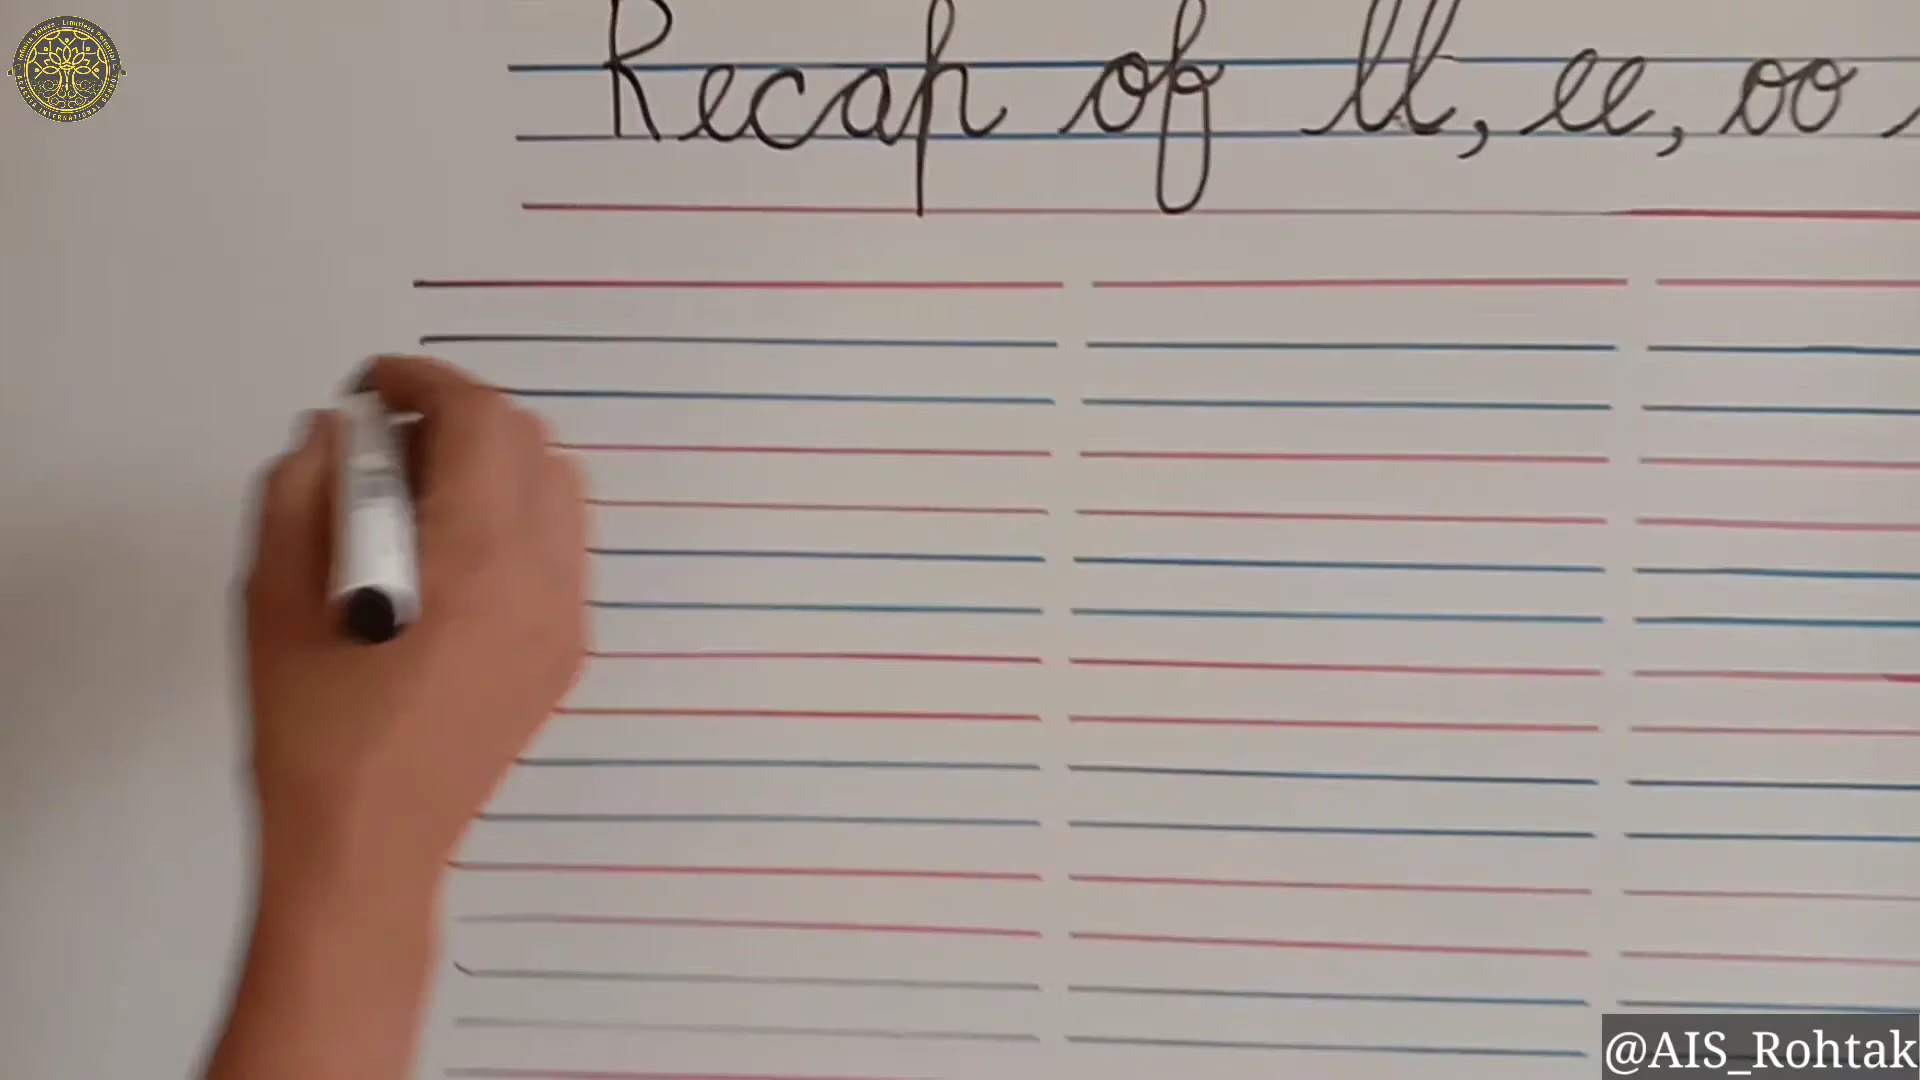 Recap of ll, ee, oo
@AIS_Rohtak